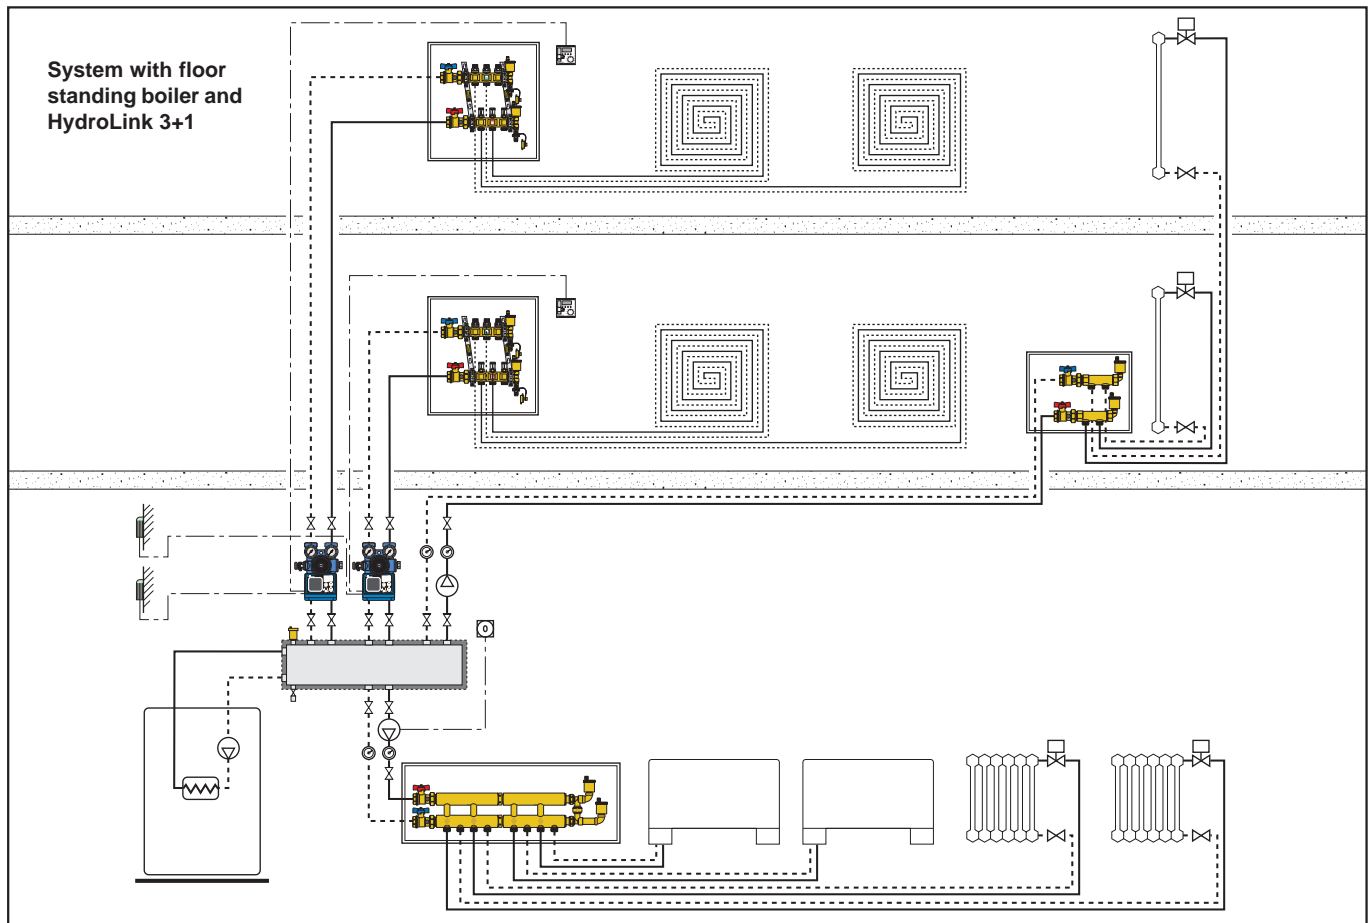 System with floor
standing boiler and
HydroLink 3+1